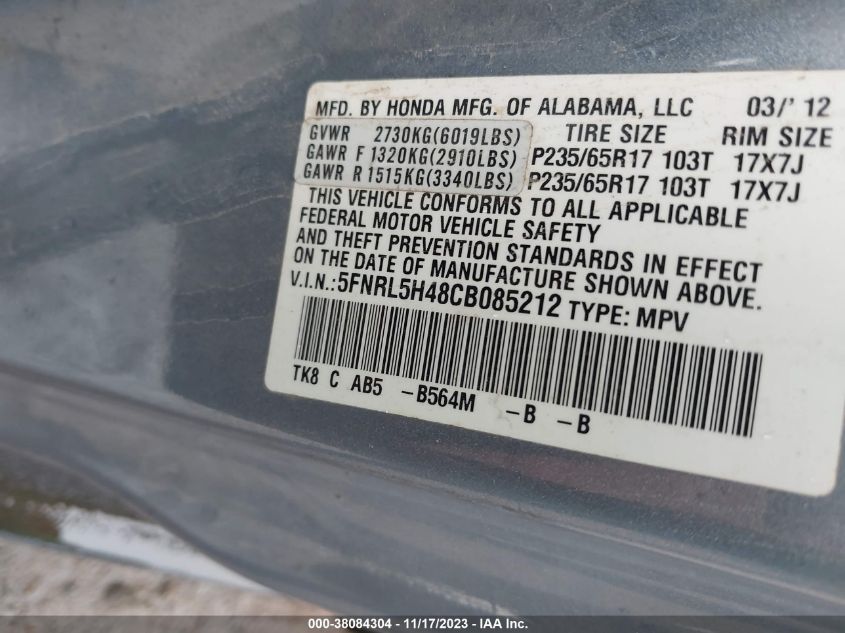 MFD. BY HONDA MFG. OF ALABAMA, LLC 03/' 12
GVWR 2730KG(6019LBS) TIRE SIZE RIM SIZE
GAWR F 1320KG(2910LBS) P235/65R17 103T 17X7J
GAWR R 1515KG(3340LBS) P235/65R17 103T 17X7J
THIS VEHICLE CONFORMS TO ALL APPLICABLE
FEDERAL MOTOR VEHICLE SAFETY
AND THEFT PREVENTION STANDARDS IN EFFECT
ON THE DATE OF MANUFACTURE SHOWN ABOVE.
V.I.N.:5FNRL5H48CB085212 TYPE: MPV
TK8 C AB5 -B564M -B -B
000-38084304 - 11/17/2023 - IAA Inc.